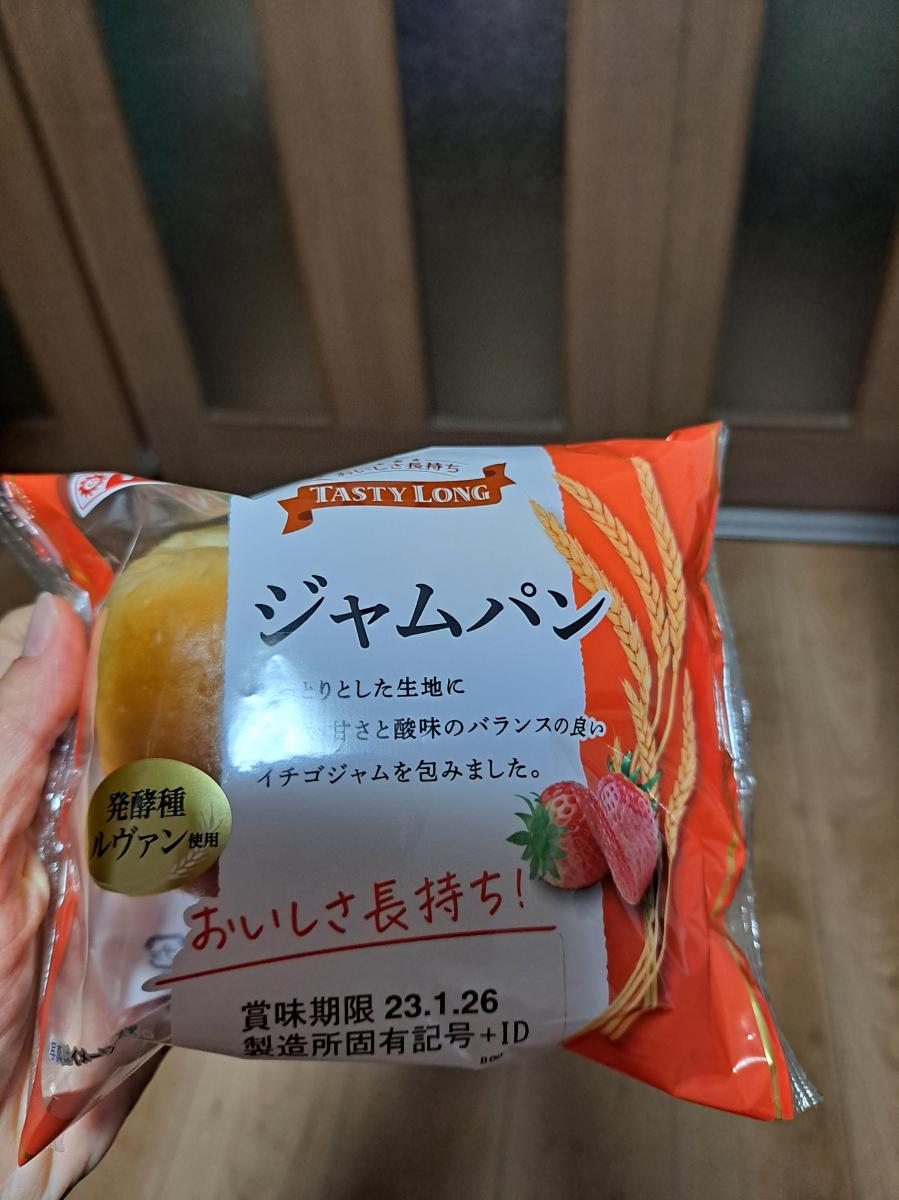 おいしさ長持ち
TASTY LONG
ジャムパン
とした生地に
甘さと酸味のバランスの良い
イチゴジャムを包みました。
発酵種
ルヴァン使用
おいしさ長持ち!
賞味期限 23.1.26
製造所固有記号+ID